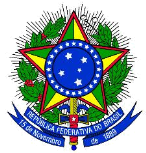 REPÚBLICA FEDERATIVA DO BRASIL
15 de Novembro de 1889